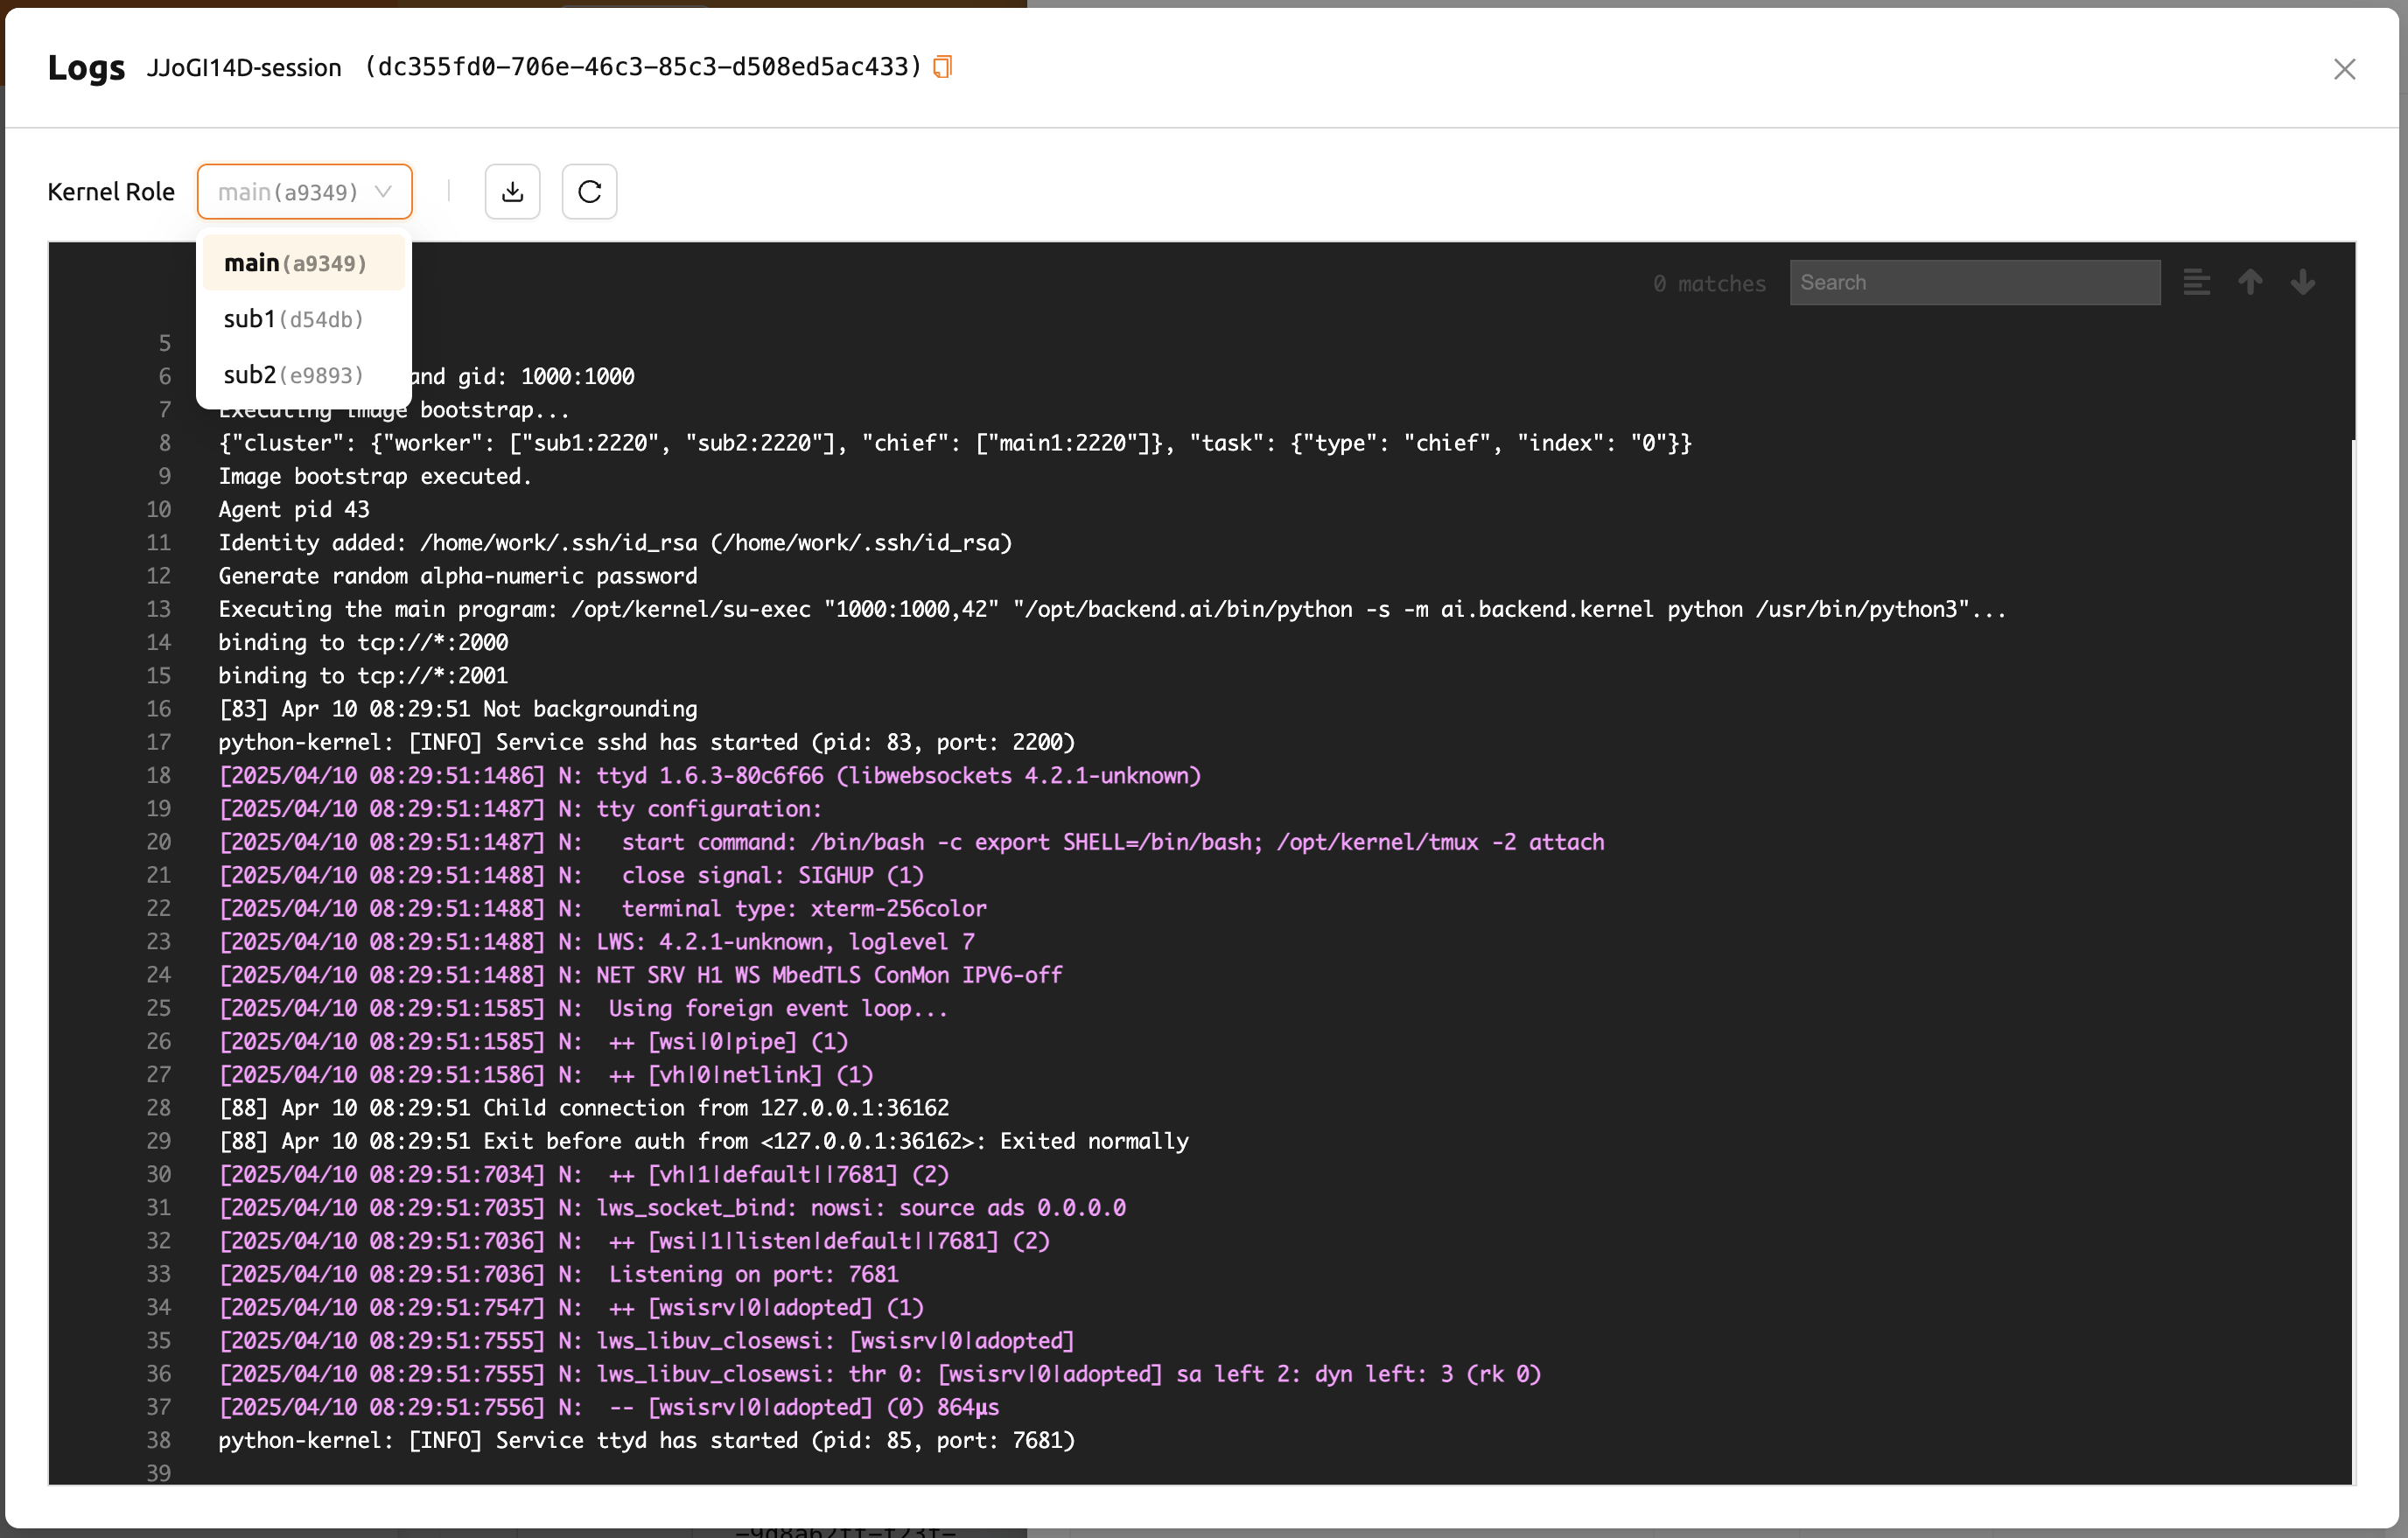 Logs JJoGI14D-session (dc355fd0-706e-46c3-85c3-d508ed5ac433)
Kernel Role main(a9349)
main(a9349)
sub1(d54db)
sub2(e9893)
0 matches Search
5
6 and gid: 1000:1000
7 Executing image bootstrap...
8 {"cluster": {"worker": ["sub1:2220", "sub2:2220"], "chief": ["main1:2220"]}, "task": {"type": "chief", "index": "0"}}
9 Image bootstrap executed.
10 Agent pid 43
11 Identity added: /home/work/.ssh/id_rsa (/home/work/.ssh/id_rsa)
12 Generate random alpha-numeric password
13 Executing the main program: /opt/kernel/su-exec "1000:1000,42" "/opt/backend.ai/bin/python -s -m ai.backend.kernel python /usr/bin/python3"...
14 binding to tcp://*:2000
15 binding to tcp://*:2001
16 [83] Apr 10 08:29:51 Not backgrounding
17 python-kernel: [INFO] Service sshd has started (pid: 83, port: 2200)
18 [2025/04/10 08:29:51:1486] N: ttyd 1.6.3-80c6f66 (libwebsockets 4.2.1-unknown)
19 [2025/04/10 08:29:51:1487] N: tty configuration:
20 [2025/04/10 08:29:51:1487] N:   start command: /bin/bash -c export SHELL=/bin/bash; /opt/kernel/tmux -2 attach
21 [2025/04/10 08:29:51:1488] N:   close signal: SIGHUP (1)
22 [2025/04/10 08:29:51:1488] N:   terminal type: xterm-256color
23 [2025/04/10 08:29:51:1488] N: LWS: 4.2.1-unknown, loglevel 7
24 [2025/04/10 08:29:51:1488] N: NET SRV H1 WS MbedTLS ConMon IPV6-off
25 [2025/04/10 08:29:51:1585] N:  Using foreign event loop...
26 [2025/04/10 08:29:51:1585] N:  ++ [wsi|0|pipe] (1)
27 [2025/04/10 08:29:51:1586] N:  ++ [vh|0|netlink] (1)
28 [88] Apr 10 08:29:51 Child connection from 127.0.0.1:36162
29 [88] Apr 10 08:29:51 Exit before auth from <127.0.0.1:36162>: Exited normally
30 [2025/04/10 08:29:51:7034] N:  ++ [vh|1|default||7681] (2)
31 [2025/04/10 08:29:51:7035] N: lws_socket_bind: nowsi: source ads 0.0.0.0
32 [2025/04/10 08:29:51:7036] N:  ++ [wsi|1|listen|default||7681] (2)
33 [2025/04/10 08:29:51:7036] N:  Listening on port: 7681
34 [2025/04/10 08:29:51:7547] N:  ++ [wsisrv|0|adopted] (1)
35 [2025/04/10 08:29:51:7555] N: lws_libuv_closewsi: [wsisrv|0|adopted]
36 [2025/04/10 08:29:51:7555] N: lws_libuv_closewsi: thr 0: [wsisrv|0|adopted] sa left 2: dyn left: 3 (rk 0)
37 [2025/04/10 08:29:51:7556] N:  -- [wsisrv|0|adopted] (0) 864μs
38 python-kernel: [INFO] Service ttyd has started (pid: 85, port: 7681)
39